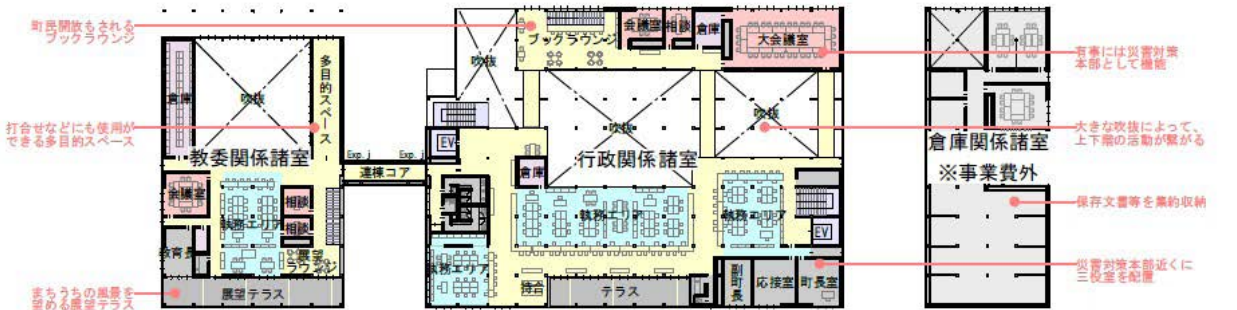 町民開放もされる
ブックラウンジ
打合せなどにも使用が
できる多目的スペース
まちうちの風景を
望める展望テラス
倉庫
吹抜
多目的スペース
教委関係諸室
会議室
執務エリア
相談
相談
教育長
展望
ラウンジ
展望テラス
Exp.j
Exp.j
連棟コア
吹抜
ブックラウンジ
会議室
相談
倉庫
大会議室
EV
吹抜
吹抜
行政関係諸室
倉庫
執務エリア
執務エリア
執務エリア
EV
待合
テラス
副町長
応接室
町長室
倉庫関係諸室
※事業費外
有事には災害対策
本部として機能
大きな吹抜によって、
上下階の活動が繋がる
保存文書等を集約収納
災害対策本部近くに
三役室を配置